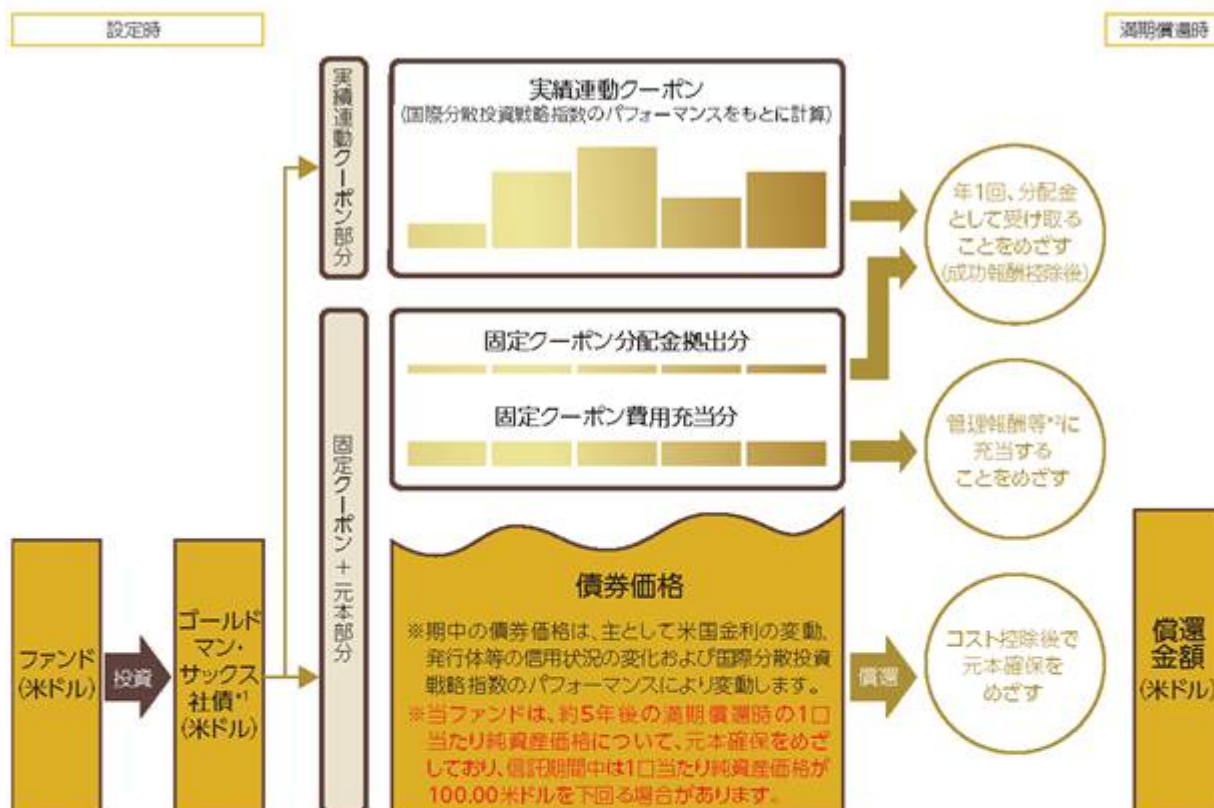 設定時
満期償還時
実績連動クーポン部分
実績連動クーポン
(国際分散投資戦略指数のパフォーマンスをもとに計算)
年1回、分配金
として受け取る
ことをめざす
(成功報酬控除後)
固定クーポン+元本部分
固定クーポン分配金拠出分
固定クーポン費用充当分
管理報酬等*2に
充当する
ことをめざす
ファンド
(米ドル)
投資
ゴールド
マン・
サックス
社債*1
(米ドル)
債券価格
※期中の債券価格は、主として米国金利の変動、
発行体等の信用状況の変化および国際分散投資
戦略指数のパフォーマンスにより変動します。
※当ファンドは、約5年後の満期償還時の1口
当たり純資産価格について、元本確保をめざ
しており、信託期間中は1口当たり純資産価格が
100.00米ドルを下回る場合があります。
償還
コスト控除後で
元本確保を
めざす
償還
金額
(米ドル)